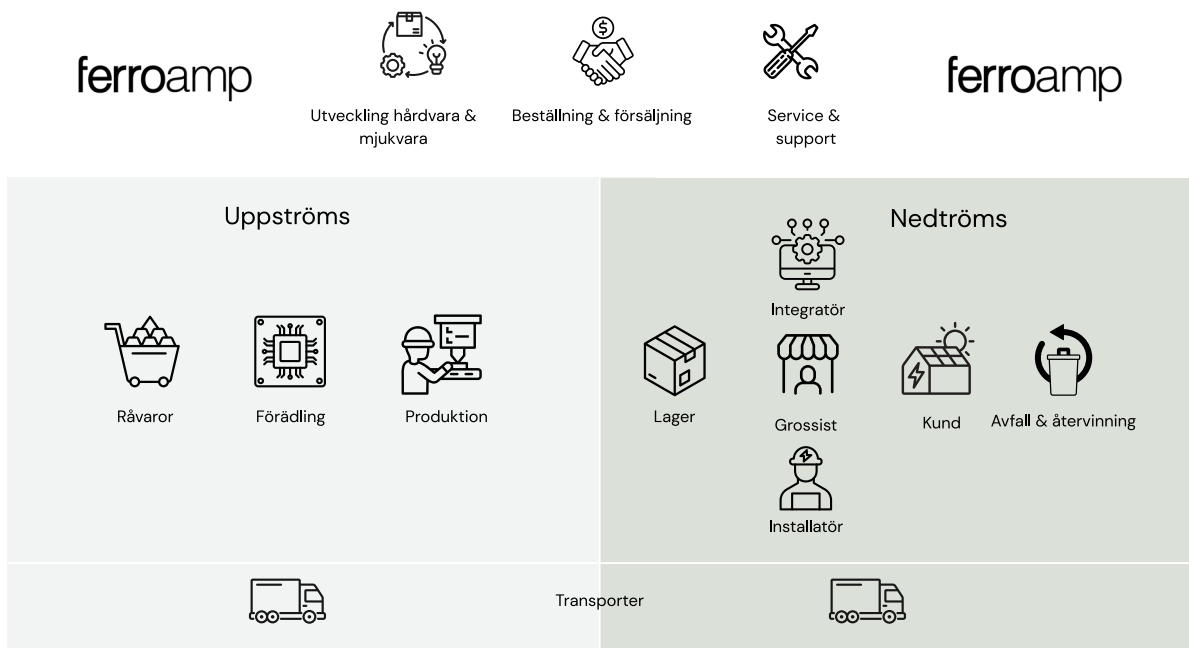 ferroamp
ferroamp
Utveckling hårdvara &
mjukvara
Beställning & försäljning
Service &
support
Uppströms
Nedtröms
Råvaror
Förädling
Produktion
Integratör
Lager
Grossist
Kund
Avfall & återvinning
Installatör
Transporter